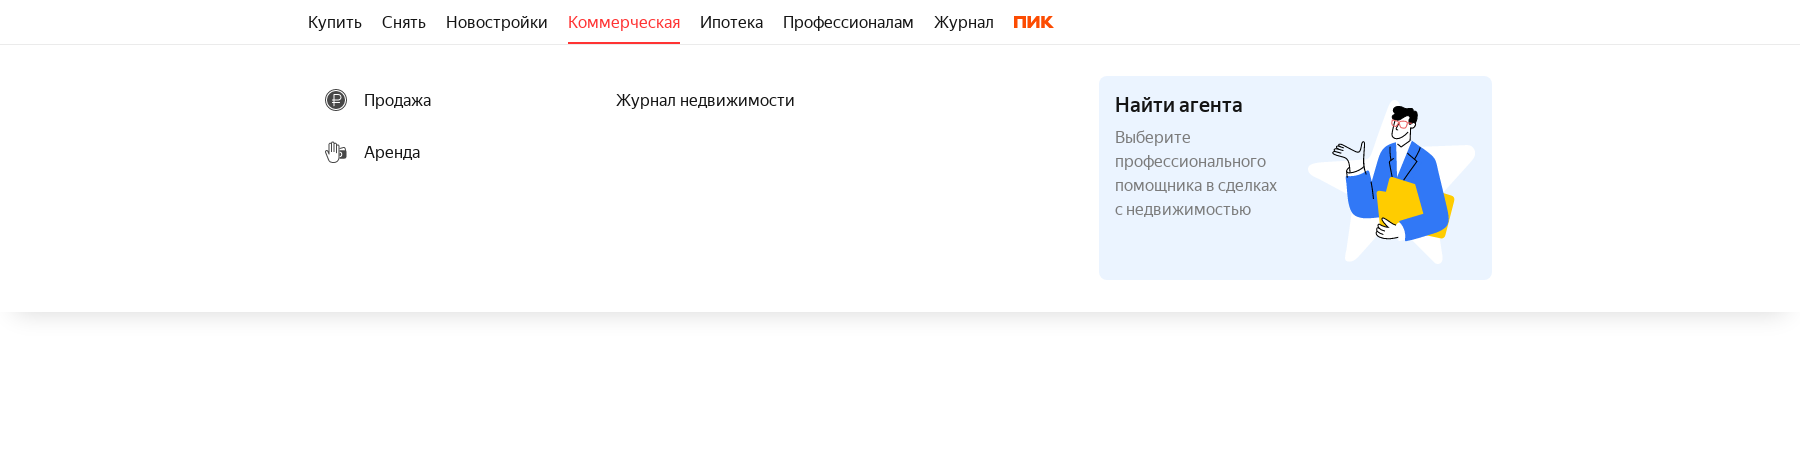 Купить Снять Новостройки Коммерческая Ипотека Профессионалам Журнал ПИК
Продажа
Аренда
Журнал недвижимости
Найти агента
Выберите
профессионального
помощника в сделках
с недвижимостью